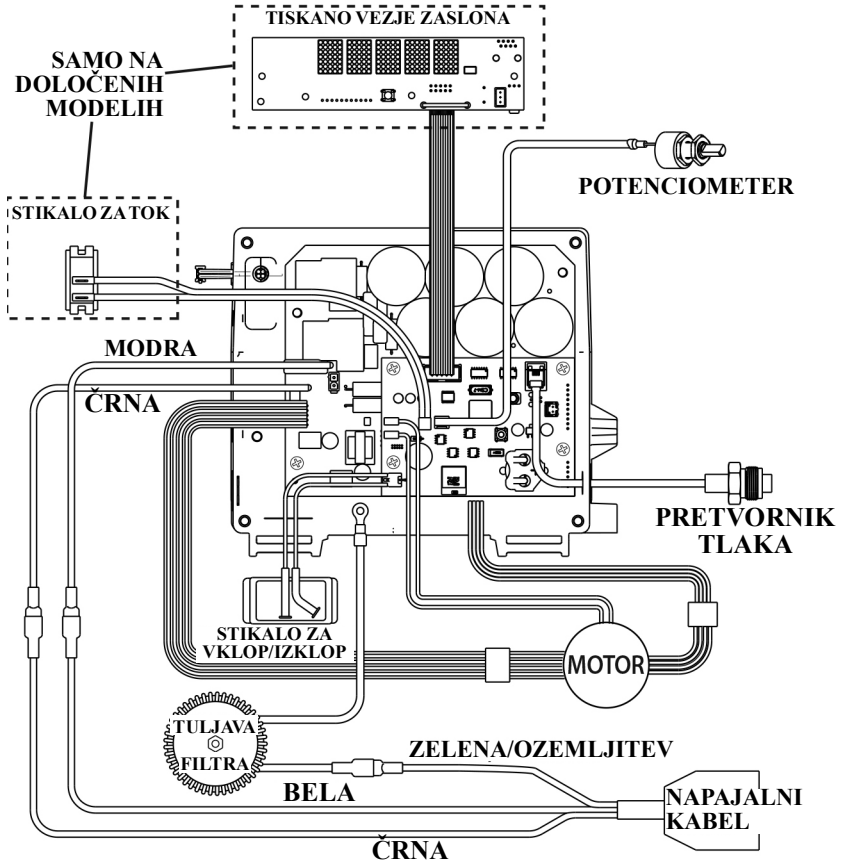 TISKANO VEZJE ZASLONA
SAMO NA
DOLOČENIH
MODELIH
POTENCIOMETER
STIKALO ZA TOK
MODRA
ČRNA
PRETVORNIK
TLAKA
STIKALO ZA
VKLOP/IZKLOP
MOTOR
TULJAVA
FILTRA
ZELENA/OZEMLJITEV
BELA
NAPAJALNI
KABEL
ČRNA